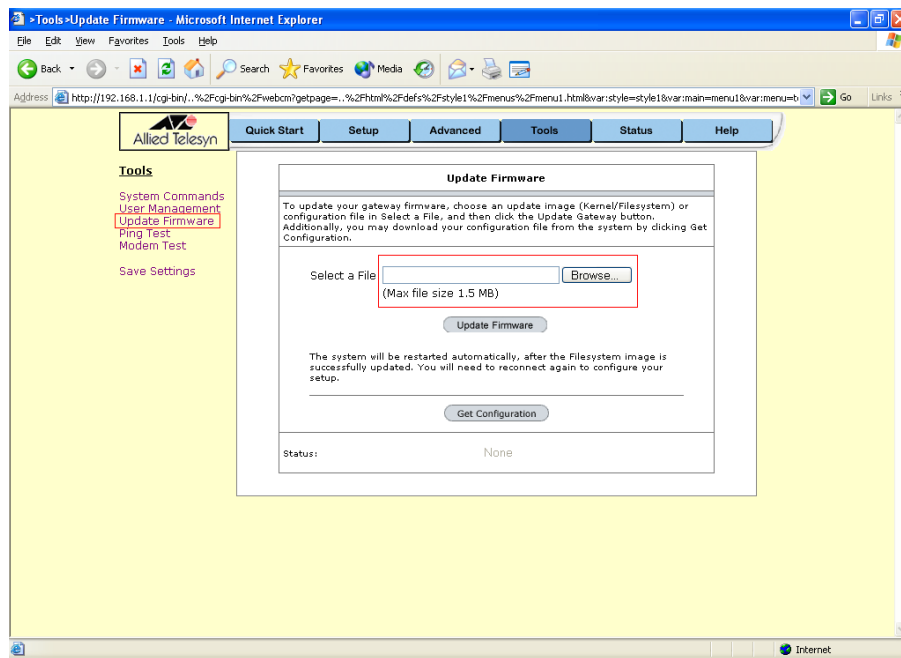 >Tools>Update Firmware - Microsoft Internet Explorer
File Edit View Favorites Tools Help
Back Search Favorites Media
Address http://192.168.1.1/cgi-bin/..%2Fcgi-bin%2Fwebcm?getpage=..%2Fhtml%2Fdefs%2Fstyle1%2Fmenus%2Fmenu1.html&var:style=style1&var:main=menu1&var:menu=b Go Links
Allied Telesyn
Quick Start Setup Advanced Tools Status Help
Tools
System Commands
User Management
Update Firmware
Ping Test
Modem Test
Save Settings
Update Firmware
To update your gateway firmware, choose an update image (Kernel/Filesystem) or
configuration file in Select a File, and then click the Update Gateway button.
Additionally, you may download your configuration file from the system by clicking Get
Configuration.
Select a File Browse...
(Max file size 1.5 MB)
Update Firmware
The system will be restarted automatically, after the Filesystem image is
successfully updated. You will need to reconnect again to configure your
setup.
Get Configuration
Status: None
Internet